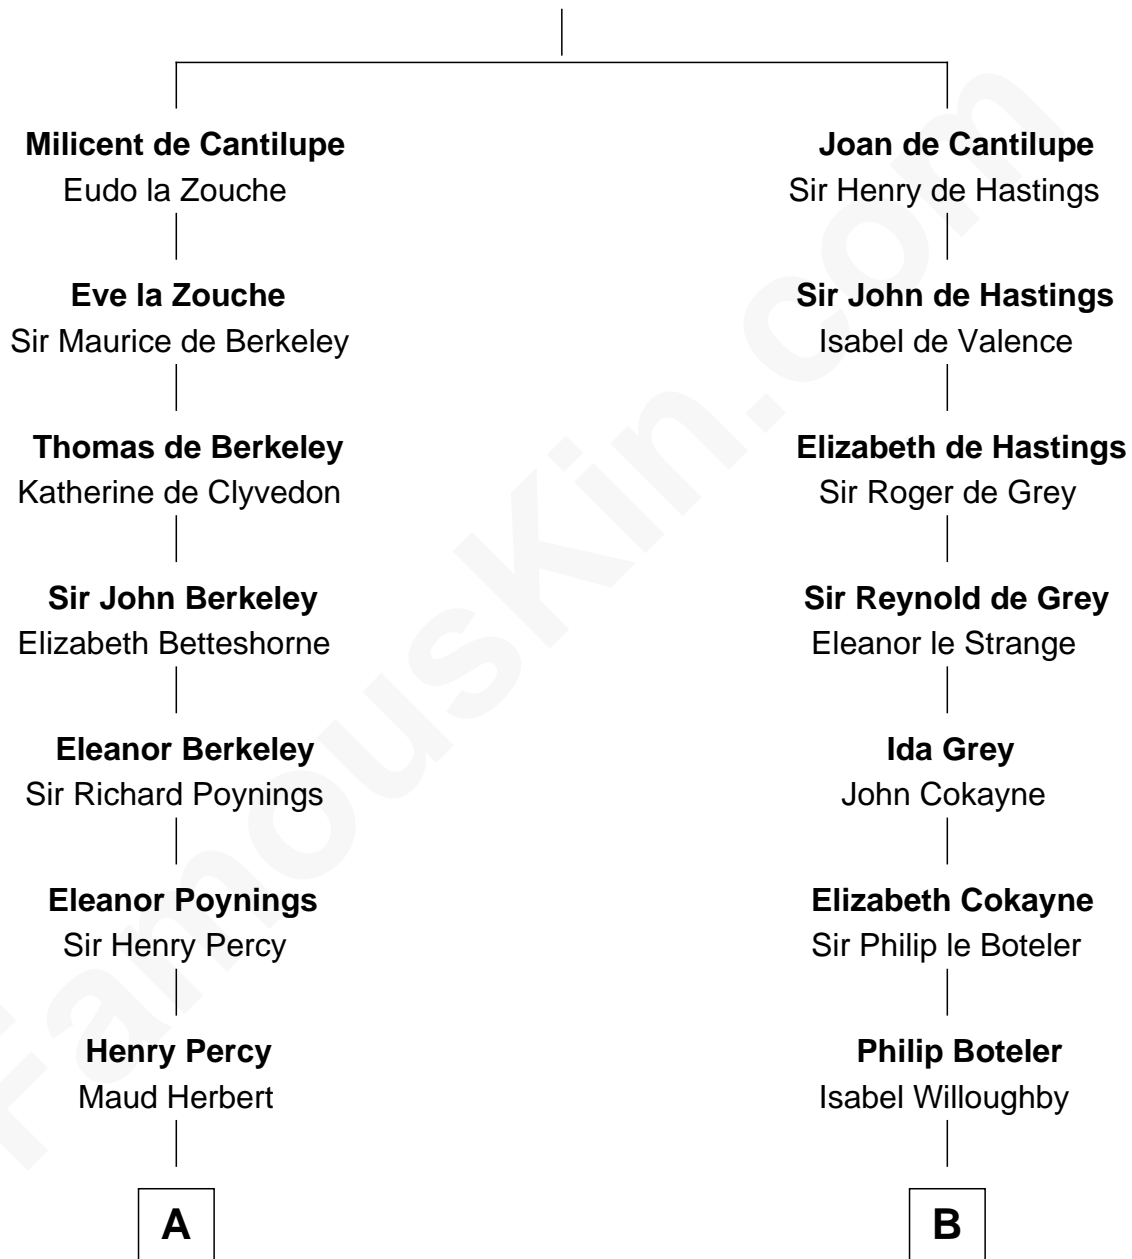 Milicent de Cantilupe
Eudo la Zouche
Eve la Zouche
Sir Maurice de Berkeley
Thomas de Berkeley
Katherine de Clyvedon
Sir John Berkeley
Elizabeth Betteshorne
Eleanor Berkeley
Sir Richard Poynings
Eleanor Poynings
Sir Henry Percy
Henry Percy
Maud Herbert
A
Joan de Cantilupe
Sir Henry de Hastings
Sir John de Hastings
Isabel de Valence
Elizabeth de Hastings
Sir Roger de Grey
Sir Reynold de Grey
Eleanor le Strange
Ida Grey
John Cokayne
Elizabeth Cokayne
Sir Philip le Boteler
Philip Boteler
Isabel Willoughby
B
FamousKin.com